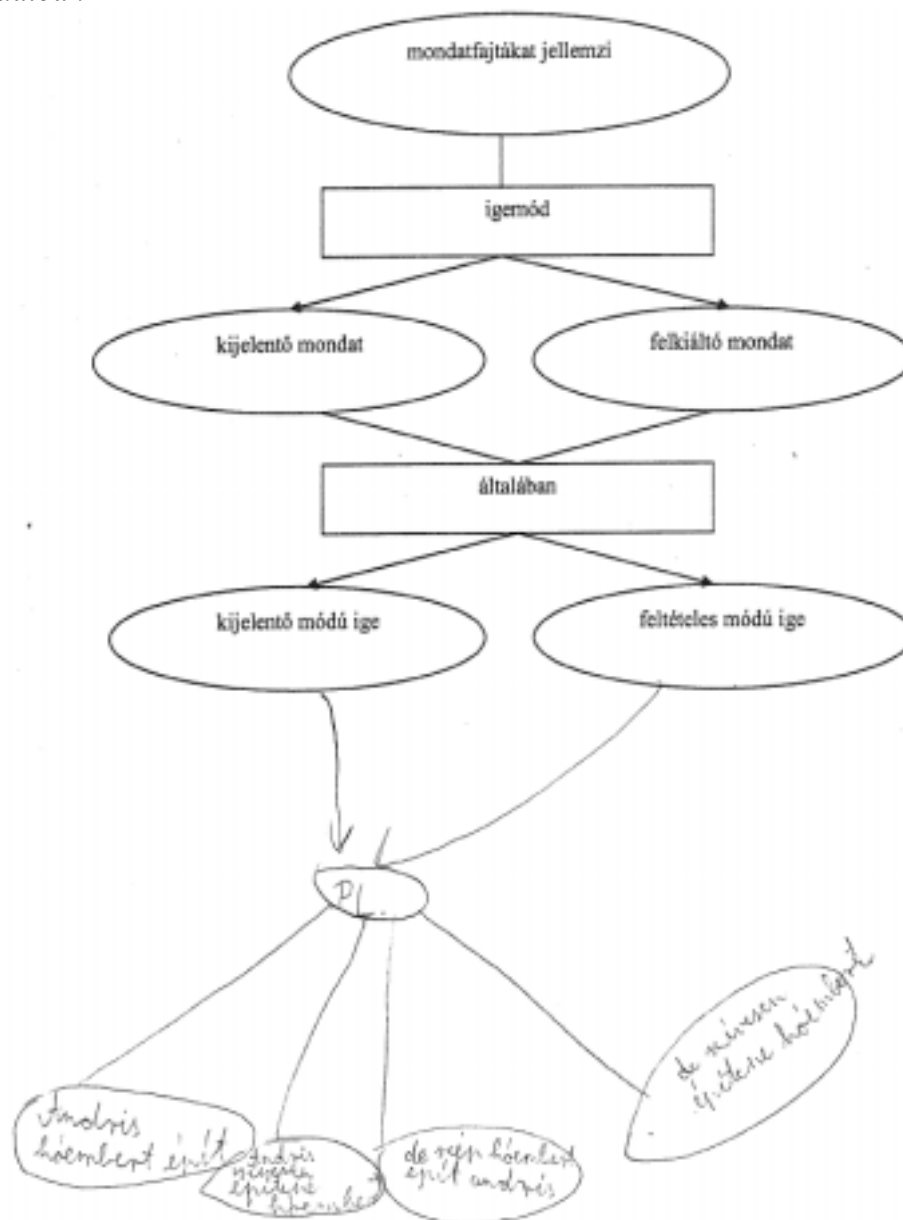 mondatfajtákat jellemzi
igemód
kijelentő mondat
felkiáltó mondat
általában
kijelentő módú ige
feltételes módú ige
Pl.
Andris
hóembert épít
Andris
szívesen
építene
hóembert
de szép hóembert
épít andris
de szívesen
építene hóembert